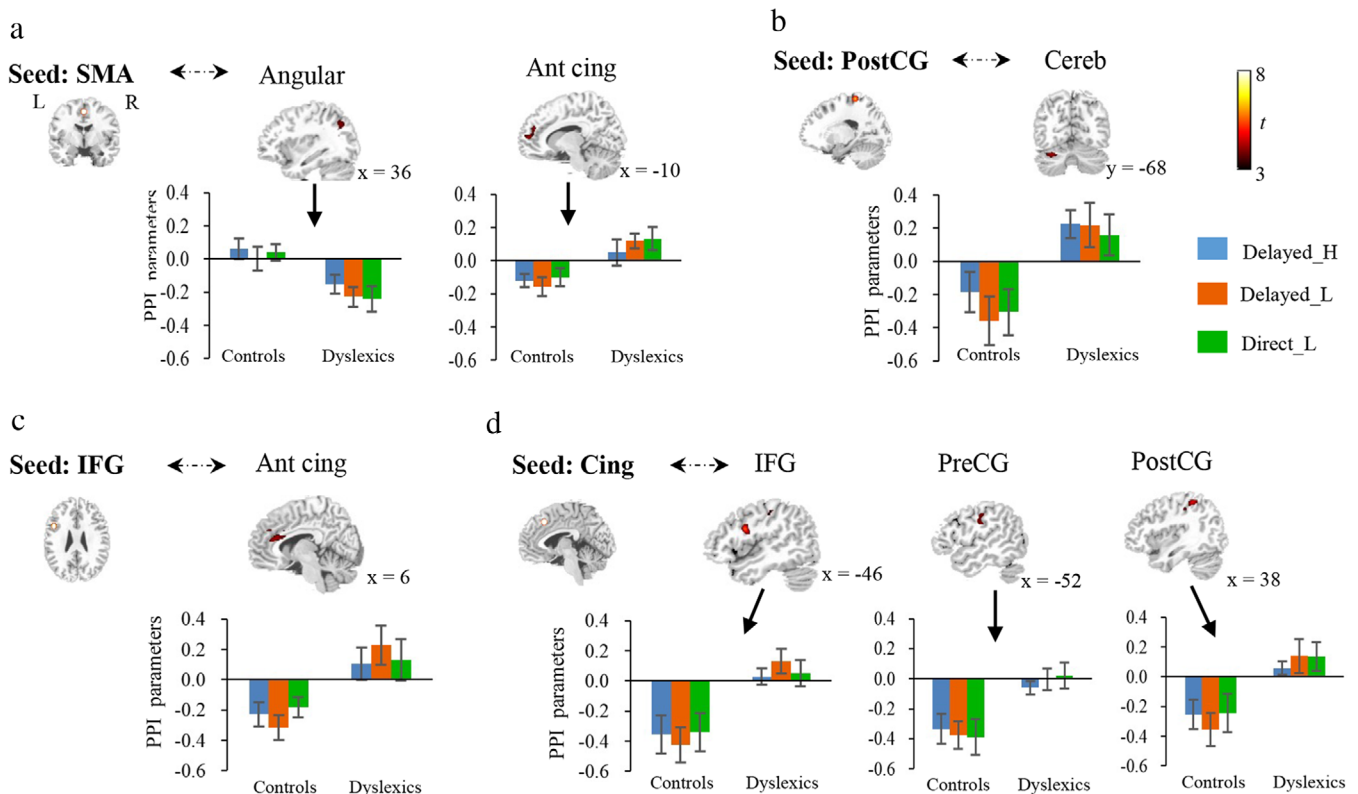 a
Seed: SMA Angular Ant cing
L R
x = 36 x = -10
PPI parameters
0.4
0.2
0.0
-0.2
-0.4
-0.6
Controls Dyslexics
0.4
0.2
0.0
-0.2
-0.4
-0.6
Controls Dyslexics
b
Seed: PostCG Cereb
y = -68
8
t
3
PPI parameters
0.4
0.2
0.0
-0.2
-0.4
-0.6
Controls Dyslexics
Delayed_H
Delayed_L
Direct_L
c
Seed: IFG Ant cing
x = 6
PPI parameters
0.4
0.2
0.0
-0.2
-0.4
-0.6
Controls Dyslexics
d
Seed: Cing IFG PreCG PostCG
x = -46 x = -52 x = 38
PPI parameters
0.4
0.2
0.0
-0.2
-0.4
-0.6
Controls Dyslexics
0.4
0.2
0.0
-0.2
-0.4
-0.6
Controls Dyslexics
0.4
0.2
0.0
-0.2
-0.4
-0.6
Controls Dyslexics